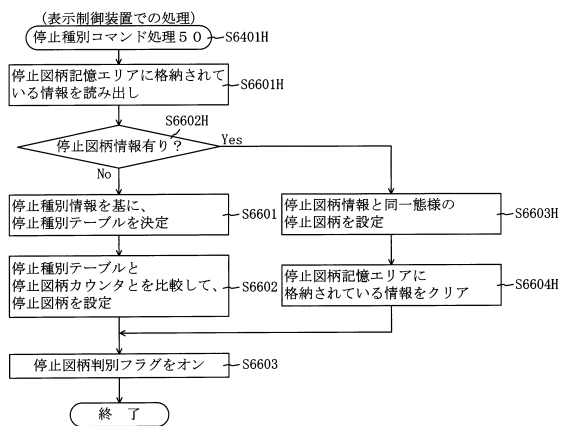 (表示制御装置での処理)
停止種別コマンド処理50
S6401H
停止図柄記憶エリアに格納されて
いる情報を読み出し
S6601H
S6602H
停止図柄情報有り?
Yes
No
停止種別情報を基に、
停止種別テーブルを決定
S6601
停止図柄情報と同一態様の
停止図柄を設定
S6603H
停止種別テーブルと
停止図柄カウンタとを比較して、
停止図柄を設定
S6602
停止図柄記憶エリアに
格納されている情報をクリア
S6604H
停止図柄判別フラグをオン
S6603
終 了